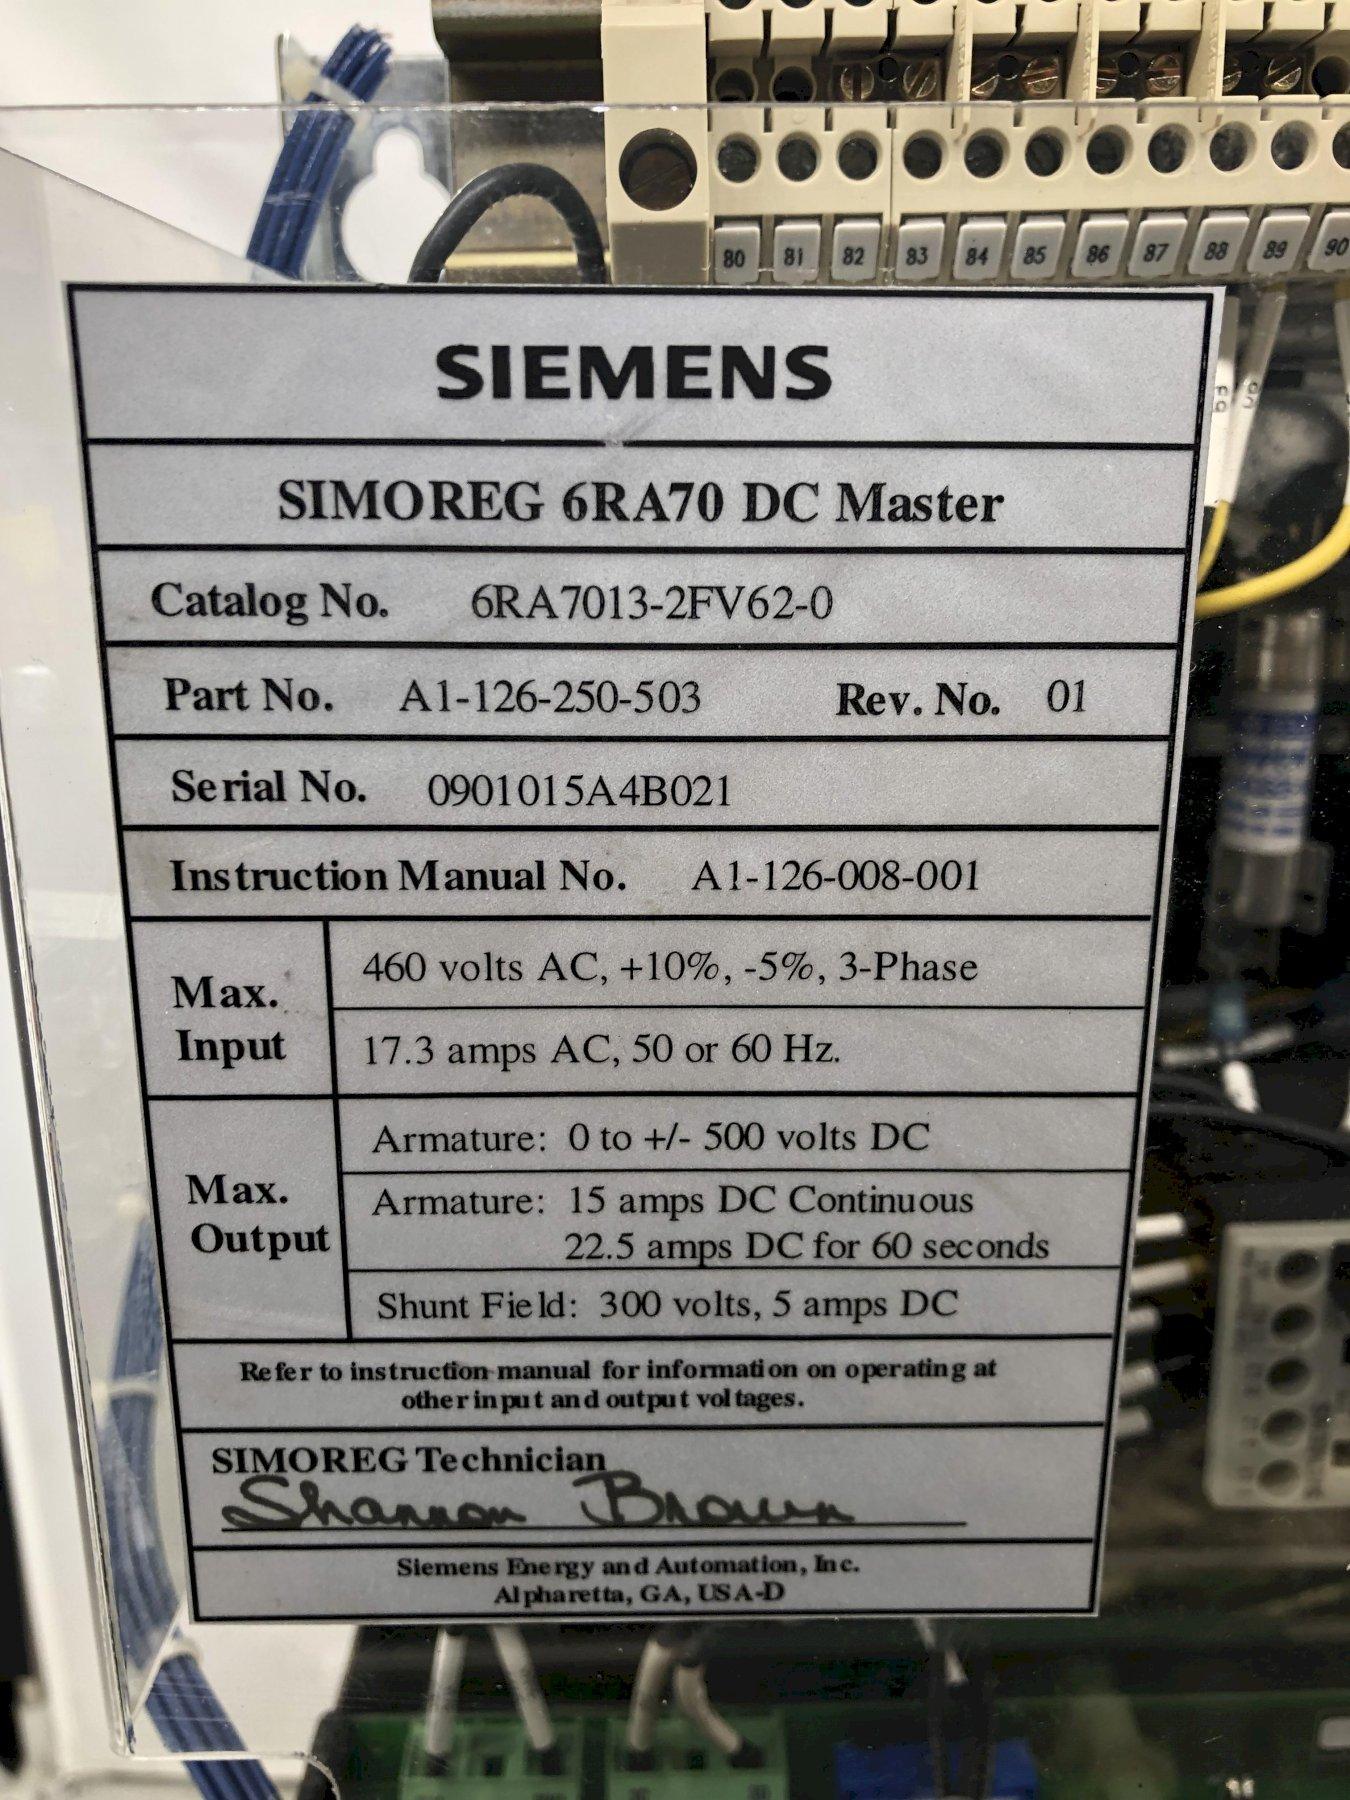 80 81 82 83 84 85 86 87 88 89 90
SIEMENS
SIMOREG 6RA70 DC Master
Catalog No. 6RA7013-2FV62-0
Part No. A1-126-250-503 Rev. No. 01
Serial No. 0901015A4B021
Instruction Manual No. A1-126-008-001
Max. Input
460 volts AC, +10%, -5%, 3-Phase
17.3 amps AC, 50 or 60 Hz.
Max. Output
Armature: 0 to +/- 500 volts DC
Armature: 15 amps DC Continuous
22.5 amps DC for 60 seconds
Shunt Field: 300 volts, 5 amps DC
Refer to instruction manual for information on operating at
other input and output voltages.
SIMOREG Technician
Shannon Brown
Siemens Energy and Automation, Inc.
Alpharetta, GA, USA-D